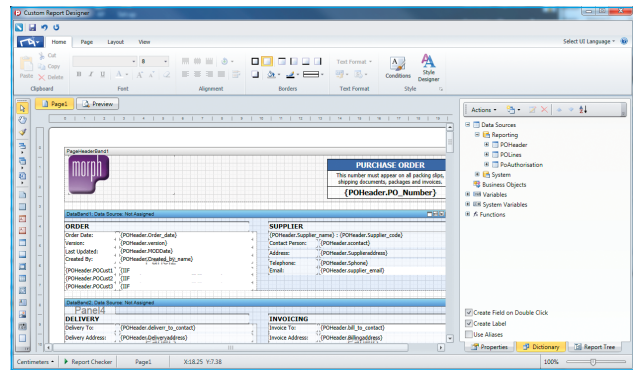 Custom Report Designer
Home Page Layout View Select UI Language
Paste
Cut
Copy
Delete
8
B I U
Text Format
Conditions
Style Designer
Clipboard Font Alignment Borders Text Format Style
Page1 Preview
PageHeaderBand1
morph
PURCHASE ORDER
This number must appear on all packing slips,
shipping documents, packages and invoices.
{POHeader.PO_Number}
DataBand1; Data Source: Not Assigned
ORDER
Order Date: {POHeader.Order_date}
Version: {POHeader.version}
Last Updated: {POHeader.MODDate}
Created By: {POHeader.Created_by_name}
{POHeader.POCust1 {IIF
{POHeader.POCust2 {IIF
{POHeader.POCust3 {IIF
SUPPLIER
{POHeader.Supplier_name} : {POHeader.Supplier_code}
Contact Person: {POHeader.scontact}
Address: {POHeader.Supplieraddress}
Telephone: {POHeader.Sphone}
Email: {POHeader.supplier_email}
DataBand2; Data Source: Not Assigned
Panel4
DELIVERY
Delivery To: {POHeader.deliver_to_contact}
Delivery Address: {POHeader.Deliveryaddress}
INVOICING
Invoice To: {POHeader.bill_to_contact}
Invoice Address: {POHeader.Billingaddress}
Actions
Data Sources
Reporting
POHeader
POLines
PoAuthorisation
System
Business Objects
Variables
System Variables
Functions
Create Field on Double Click
Create Label
Use Aliases
Properties Dictionary Report Tree
Centimeters Report Checker Page1 X:18.25 Y:7.38 100%